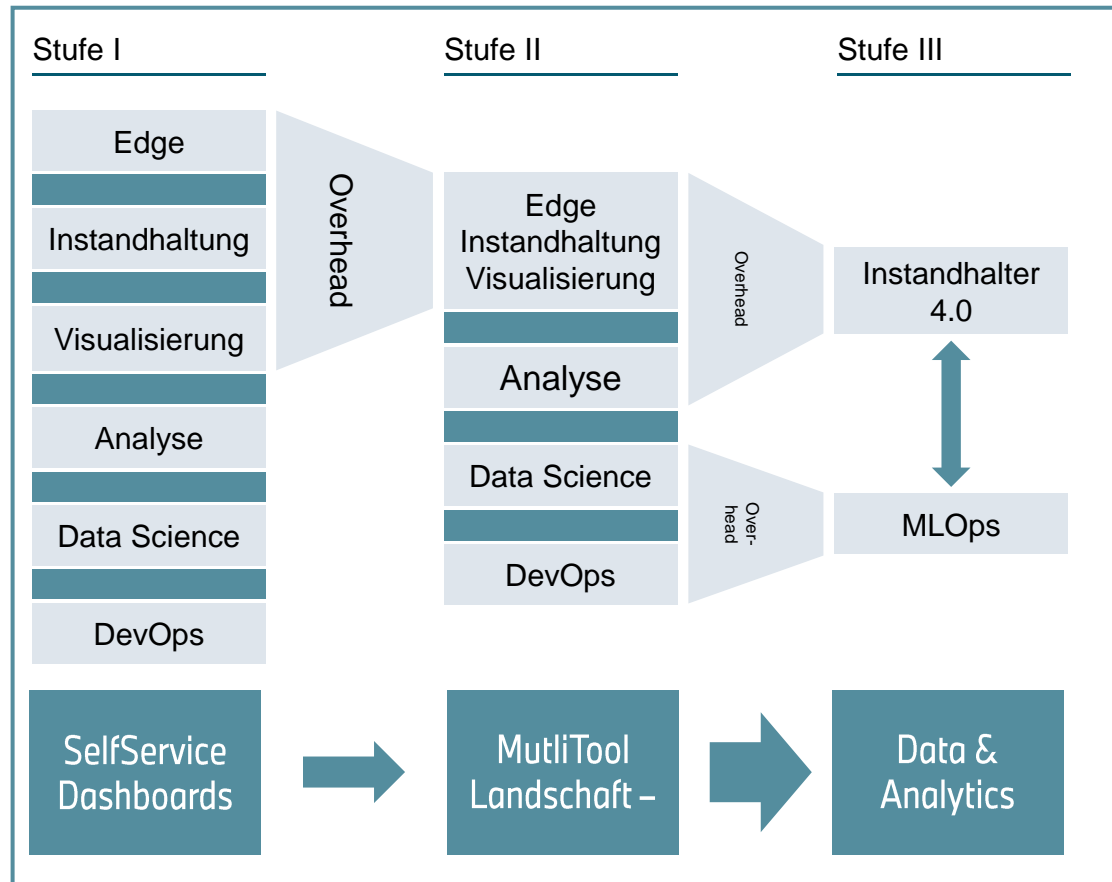 Stufe I
Edge
Instandhaltung
Visualisierung
Analyse
Data Science
DevOps
Overhead
Stufe II
Edge
Instandhaltung
Visualisierung
Analyse
Data Science
DevOps
Overhead
Over-
head
Stufe III
Instandhalter
4.0
MLOps
SelfService
Dashboards
MutliTool
Landschaft –
Data &
Analytics